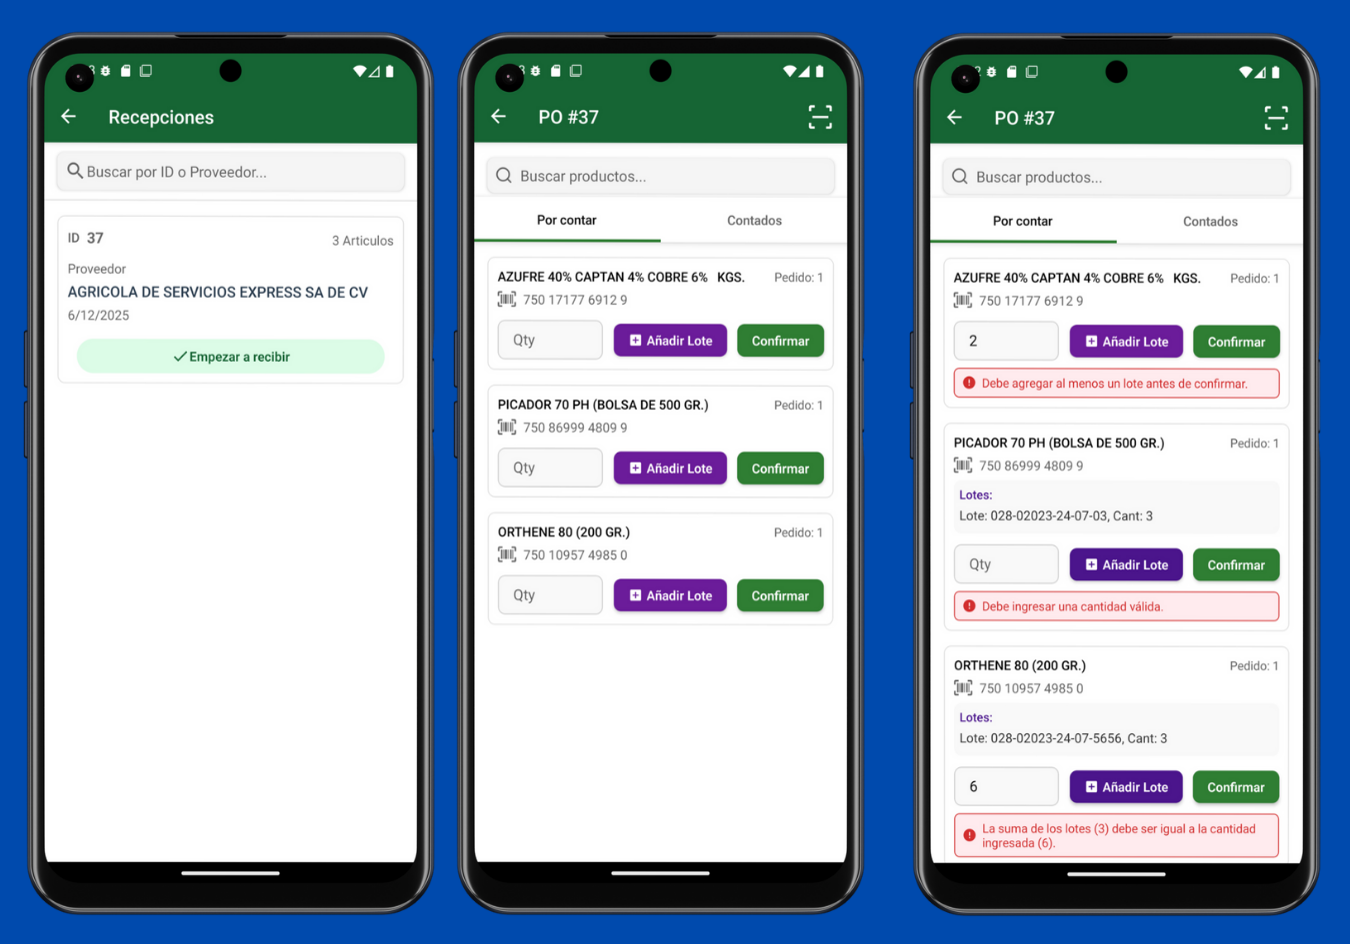 Recepciones
Buscar por ID o Proveedor...
ID 37
3 Articulos
Proveedor
AGRICOLA DE SERVICIOS EXPRESS SA DE CV
6/12/2025
Empezar a recibir
PO #37
Buscar productos...
Por contar
Contados
AZUFRE 40% CAPTAN 4% COBRE 6% KGS.
Pedido: 1
750 17177 6912 9
Qty
Añadir Lote
Confirmar
PICADOR 70 PH (BOLSA DE 500 GR.)
Pedido: 1
750 86999 4809 9
Qty
Añadir Lote
Confirmar
ORTHENE 80 (200 GR.)
Pedido: 1
750 10957 4985 0
Qty
Añadir Lote
Confirmar
PO #37
Buscar productos...
Por contar
Contados
AZUFRE 40% CAPTAN 4% COBRE 6% KGS.
Pedido: 1
750 17177 6912 9
2
Añadir Lote
Confirmar
Debe agregar al menos un lote antes de confirmar.
PICADOR 70 PH (BOLSA DE 500 GR.)
Pedido: 1
750 86999 4809 9
Lotes:
Lote: 028-02023-24-07-03, Cant: 3
Qty
Añadir Lote
Confirmar
Debe ingresar una cantidad válida.
ORTHENE 80 (200 GR.)
Pedido: 1
750 10957 4985 0
Lotes:
Lote: 028-02023-24-07-5656, Cant: 3
6
Añadir Lote
Confirmar
La suma de los lotes (3) debe ser igual a la cantidad
ingresada (6).